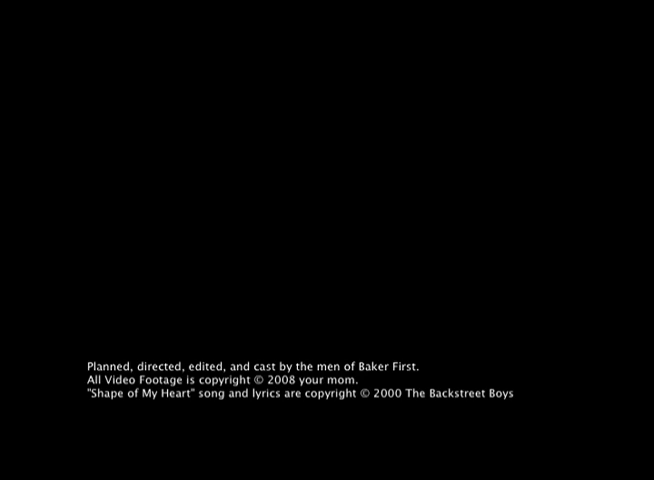 Planned, directed, edited, and cast by the men of Baker First.
All Video Footage is copyright © 2008 your mom.
"Shape of My Heart" song and lyrics are copyright © 2000 The Backstreet Boys